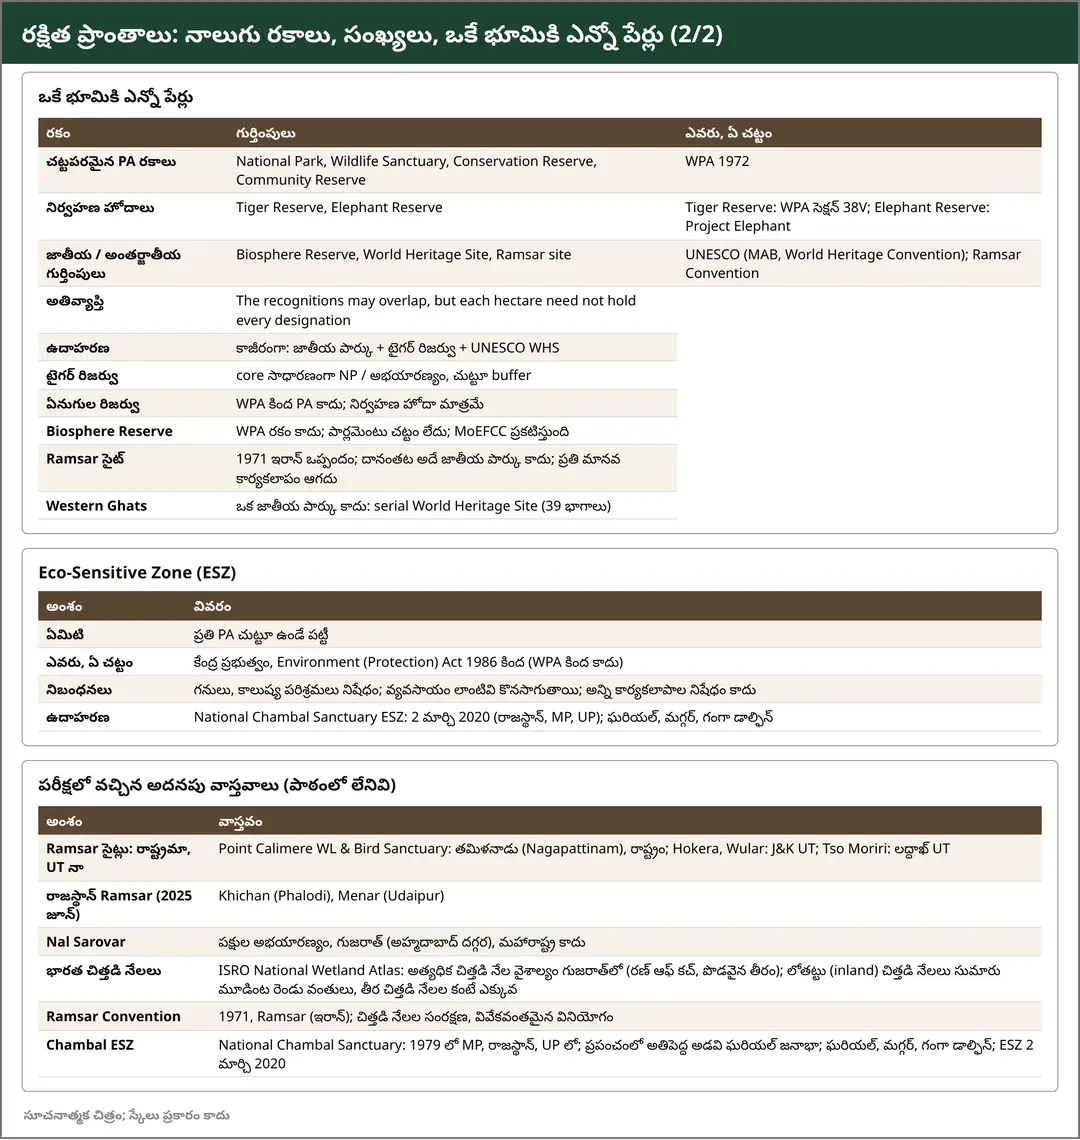 రక్షిత ప్రాంతాలు: నాలుగు రకాలు, సంఖ్యలు, ఒకే భూమికి ఎన్నో పేర్లు (2/2)
ఒకే భూమికి ఎన్నో పేర్లు
రకం గుర్తింపులు ఎవరు, ఏ చట్టం
చట్టపరమైన PA రకాలు National Park, Wildlife Sanctuary, Conservation Reserve, WPA 1972
Community Reserve
నిర్వహణ హోదాలు Tiger Reserve, Elephant Reserve Tiger Reserve: WPA సెక్షన్ 38V; Elephant Reserve:
Project Elephant
జాతీయ / అంతర్జాతీయ Biosphere Reserve, World Heritage Site, Ramsar site UNESCO (MAB, World Heritage Convention); Ramsar
గుర్తింపులు Convention
అతివ్యాప్తి The recognitions may overlap, but each hectare need not hold
every designation
ఉదాహరణ కాజీరంగా: జాతీయ పార్కు + టైగర్ రిజర్వు + UNESCO WHS
టైగర్ రిజర్వు core సాధారణంగా NP / అభయారణ్యం, చుట్టూ buffer
ఏనుగుల రిజర్వు WPA కింద PA కాదు; నిర్వహణ హోదా మాత్రమే
Biosphere Reserve WPA రకం కాదు; పార్లమెంటు చట్టం లేదు; MoEFCC ప్రకటిస్తుంది
Ramsar సైట్ 1971 ఇరాన్ ఒప్పందం; దానంతట అదే జాతీయ పార్కు కాదు; ప్రతి మానవ
కార్యకలాపం ఆగదు
Western Ghats ఒక జాతీయ పార్కు కాదు: serial World Heritage Site (39 భాగాలు)
Eco-Sensitive Zone (ESZ)
అంశం వివరం
ఏమిటి ప్రతి PA చుట్టూ ఉండే పట్టీ
ఎవరు, ఏ చట్టం కేంద్ర ప్రభుత్వం, Environment (Protection) Act 1986 కింద (WPA కింద కాదు)
నిబంధనలు గనులు, కాలుష్య పరిశ్రమలు నిషేధం; వ్యవసాయం లాంటివి కొనసాగుతాయి; అన్ని కార్యకలాపాల నిషేధం కాదు
ఉదాహరణ National Chambal Sanctuary ESZ: 2 మార్చి 2020 (రాజస్థాన్, MP, UP); ఘరియల్, మగ్గర్, గంగా డాల్ఫిన్
పరీక్షలో వచ్చిన అదనపు వాస్తవాలు (పాఠంలో లేనివి)
అంశం వాస్తవం
Ramsar సైట్లు: రాష్ట్రమా, Point Calimere WL & Bird Sanctuary: తమిళనాడు (Nagapattinam), రాష్ట్రం; Hokera, Wular: J&K UT; Tso Moriri: లద్దాఖ్ UT
UT నా
రాజస్థాన్ Ramsar (2025 Khichan (Phalodi), Menar (Udaipur)
జూన్)
Nal Sarovar పక్షుల అభయారణ్యం, గుజరాత్ (అహ్మదాబాద్ దగ్గర), మహారాష్ట్ర కాదు
భారత చిత్తడి నేలలు ISRO National Wetland Atlas: అత్యధిక చిత్తడి నేల వైశాల్యం గుజరాత్‌లో (రణ్ ఆఫ్ కచ్, పొడవైన తీరం); లోతట్టు (inland) చిత్తడి నేలలు సుమారు
మూడింట రెండు వంతులు, తీర చిత్తడి నేలల కంటే ఎక్కువ
Ramsar Convention 1971, Ramsar (ఇరాన్); చిత్తడి నేలల సంరక్షణ, వివేకవంతమైన వినియోగం
Chambal ESZ National Chambal Sanctuary: 1979 లో MP, రాజస్థాన్, UP లో; ప్రపంచంలో అతిపెద్ద అడవి ఘరియల్ జనాభా; ఘరియల్, మగ్గర్, గంగా డాల్ఫిన్; ESZ 2
మార్చి 2020
సూచనాత్మక చిత్రం; స్కేలు ప్రకారం కాదు